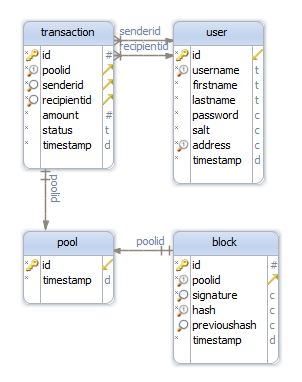 transaction
id #
poolid
senderid
recipientid
amount #
status t
timestamp d
senderid
recipientid
user
id
username t
firstname t
lastname t
password c
salt c
address c
timestamp d
poolid
pool
id
timestamp d
poolid
block
id #
poolid
signature c
hash c
previoushash c
timestamp d